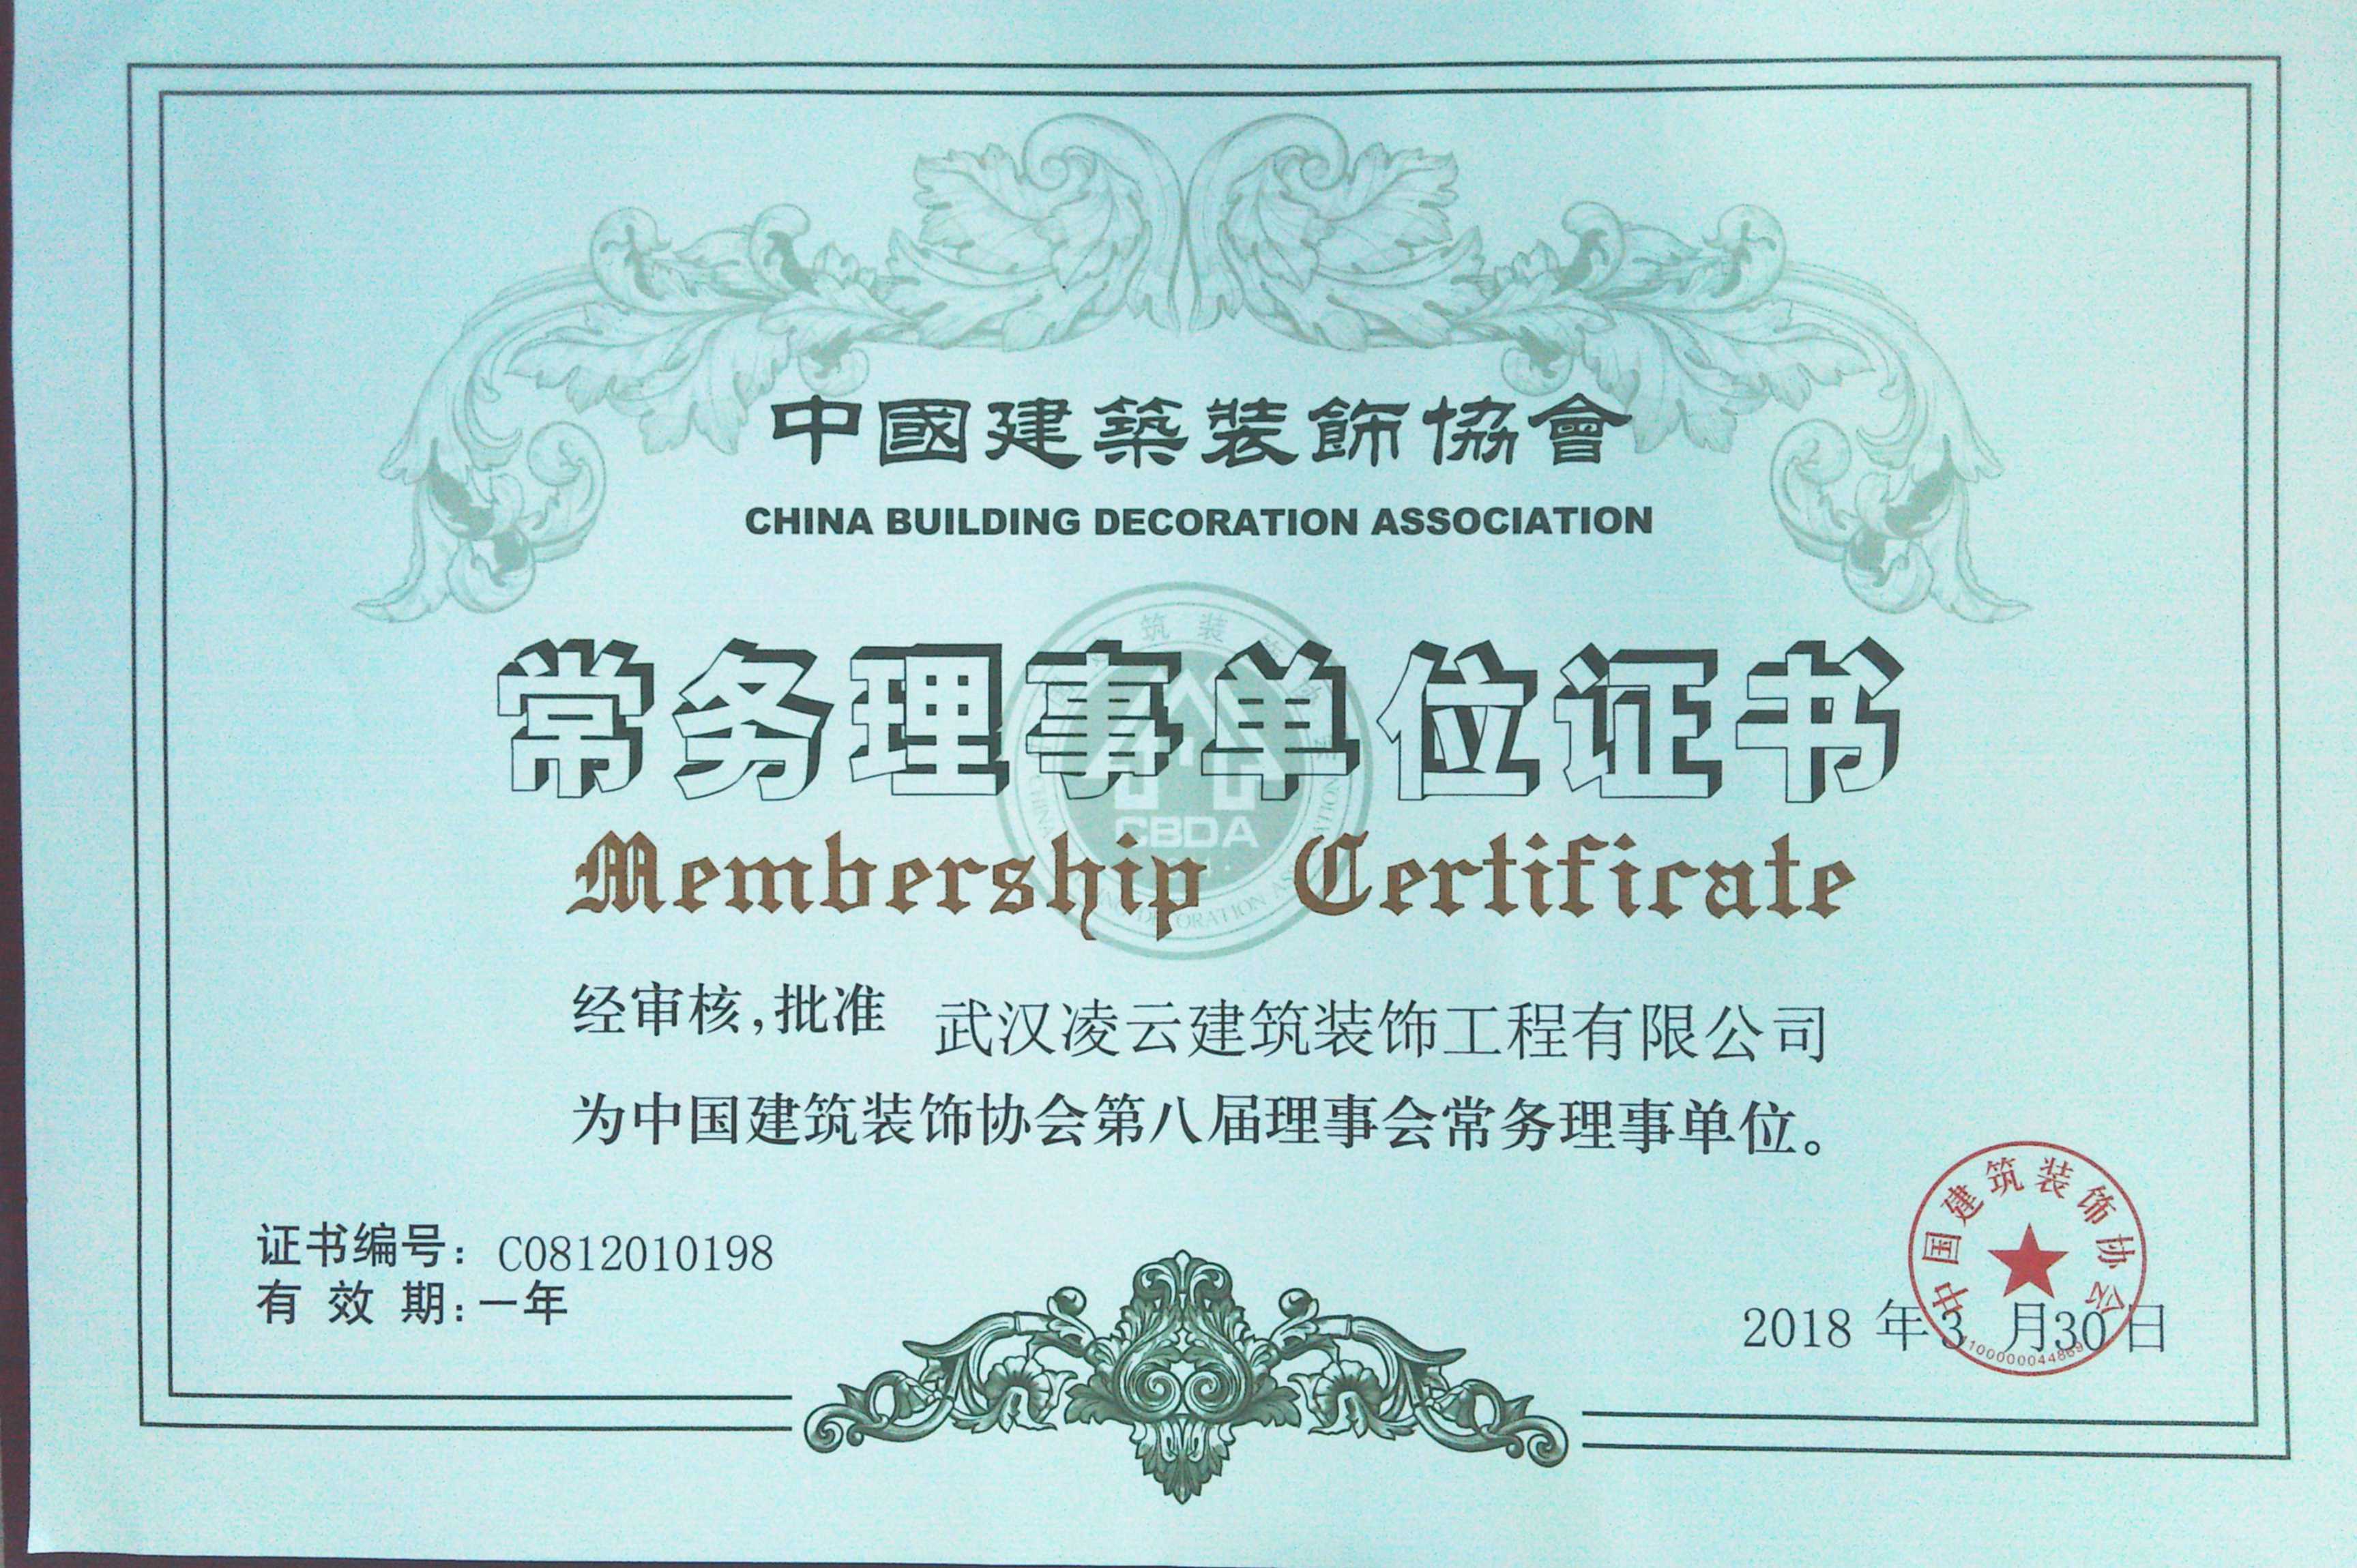 中國建築裝飾協會
CHINA BUILDING DECORATION ASSOCIATION
常务理事单位证书
CBDA
Membership Certificate
经审核,批准 武汉凌云建筑装饰工程有限公司
为中国建筑装饰协会第八届理事会常务理事单位。
证书编号: C0812010198
有 效 期: 一年
中国建筑装饰协会
2018 年 3 月 30 日